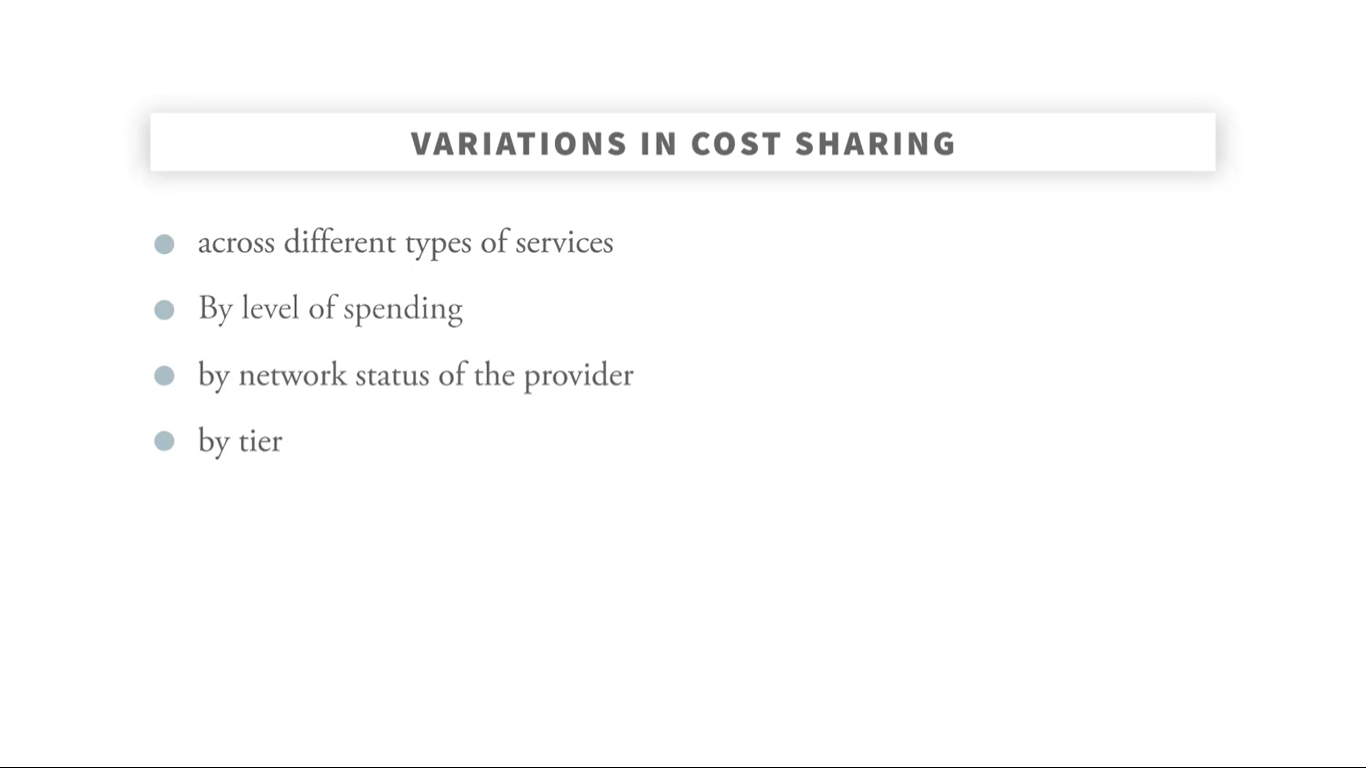 VARIATIONS IN COST SHARING
across different types of services
By level of spending
by network status of the provider
by tier